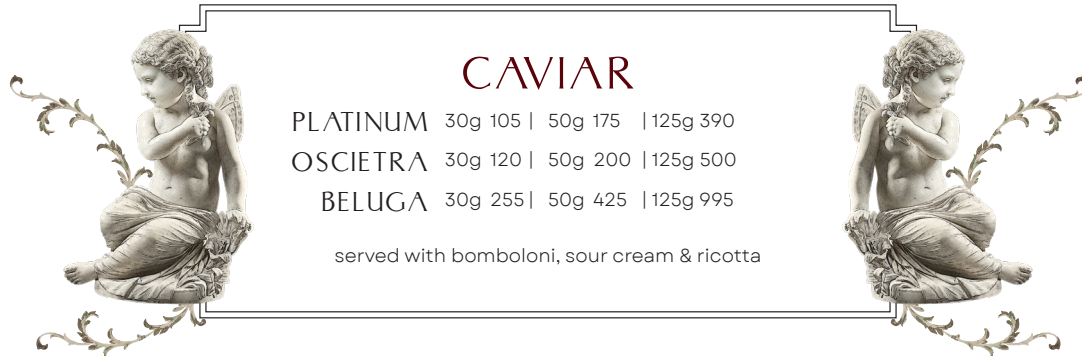 CAVIAR
PLATINUM 30g 105 | 50g 175 | 125g 390
OSCIETRA 30g 120 | 50g 200 | 125g 500
BELUGA 30g 255 | 50g 425 | 125g 995
served with bomboloni, sour cream & ricotta